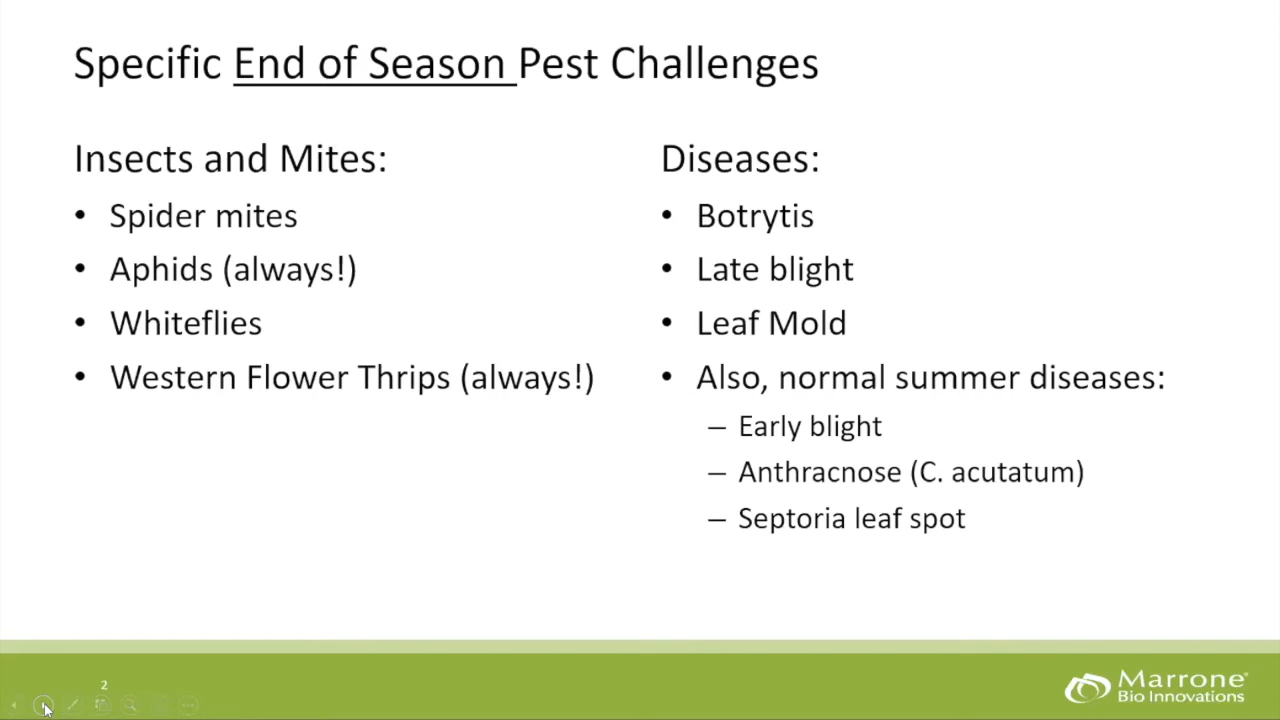 Specific End of Season Pest Challenges
Insects and Mites:
• Spider mites
• Aphids (always!)
• Whiteflies
• Western Flower Thrips (always!)
Diseases:
• Botrytis
• Late blight
• Leaf Mold
• Also, normal summer diseases:
– Early blight
– Anthracnose (C. acutatum)
– Septoria leaf spot
2
Marrone®
Bio Innovations